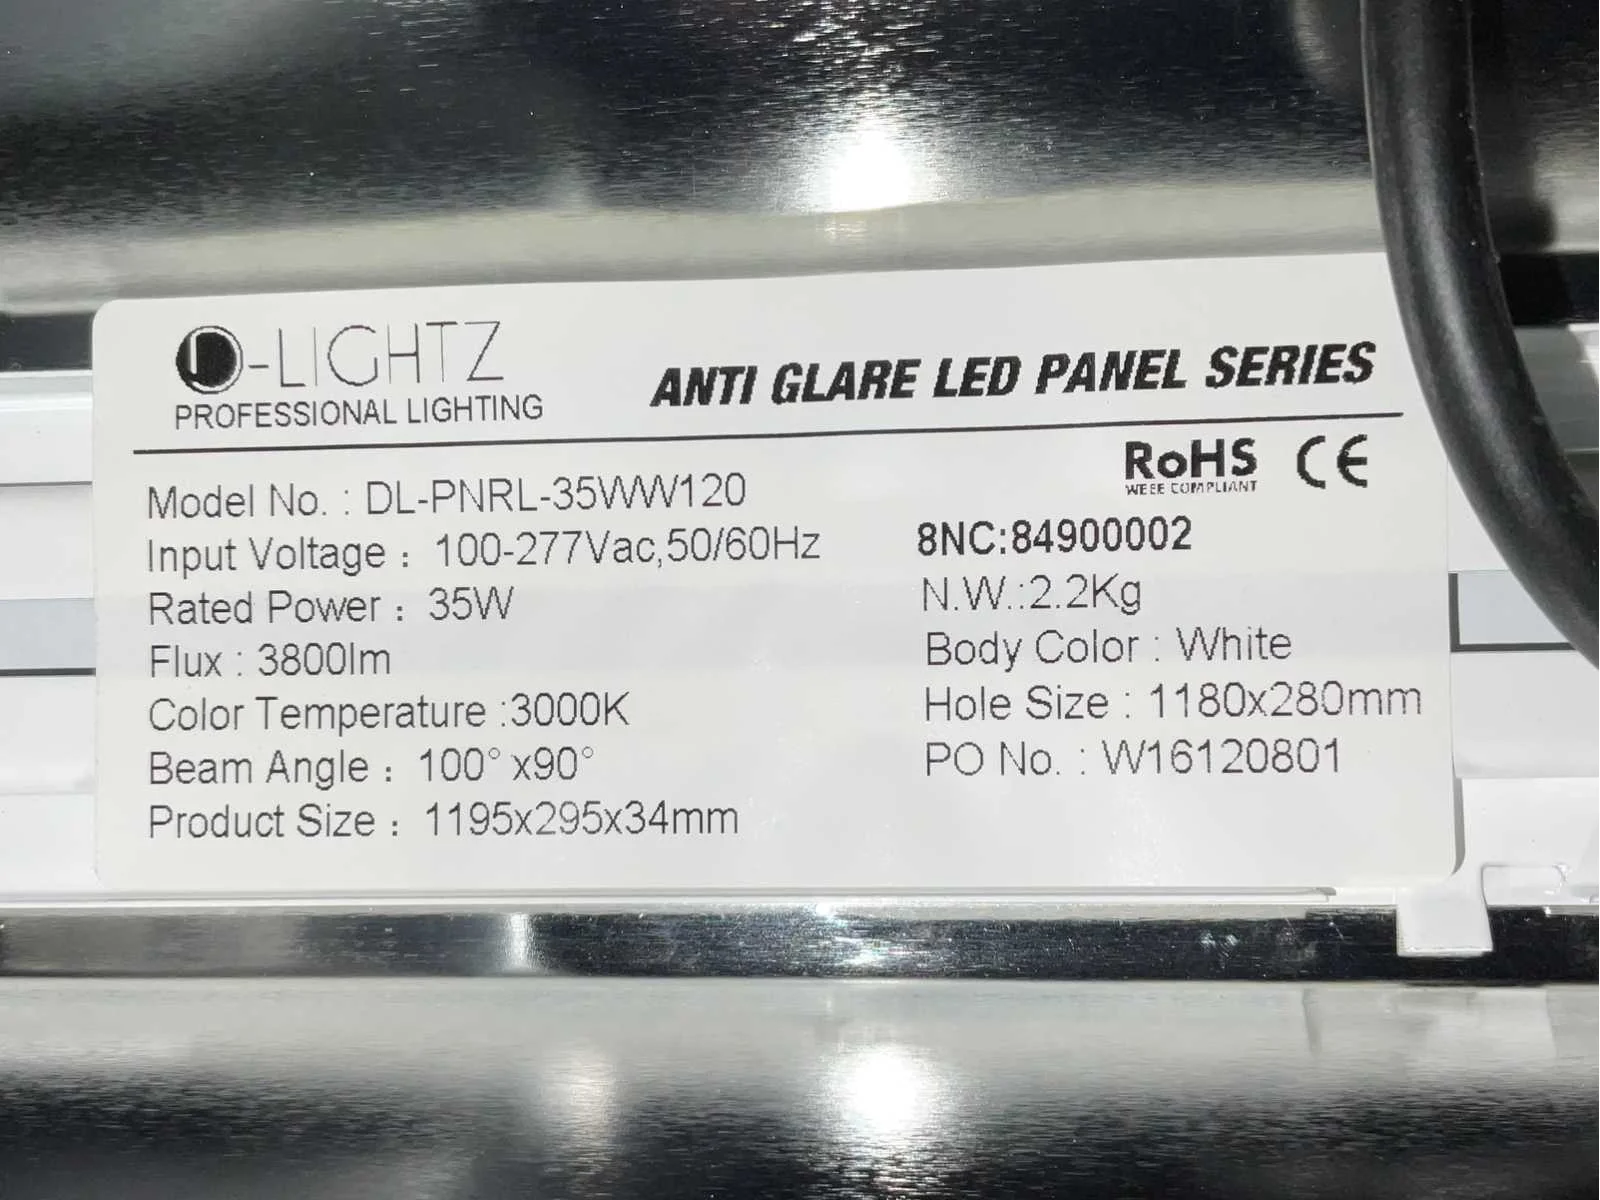 D-LIGHTZ
PROFESSIONAL LIGHTING
ANTI GLARE LED PANEL SERIES
RoHS CE
WEEE COMPLIANT
Model No. : DL-PNRL-35WW120
Input Voltage : 100-277Vac,50/60Hz
Rated Power : 35W
Flux : 3800lm
Color Temperature :3000K
Beam Angle : 100° x90°
Product Size : 1195x295x34mm
8NC:84900002
N.W.:2.2Kg
Body Color : White
Hole Size : 1180x280mm
PO No. : W16120801